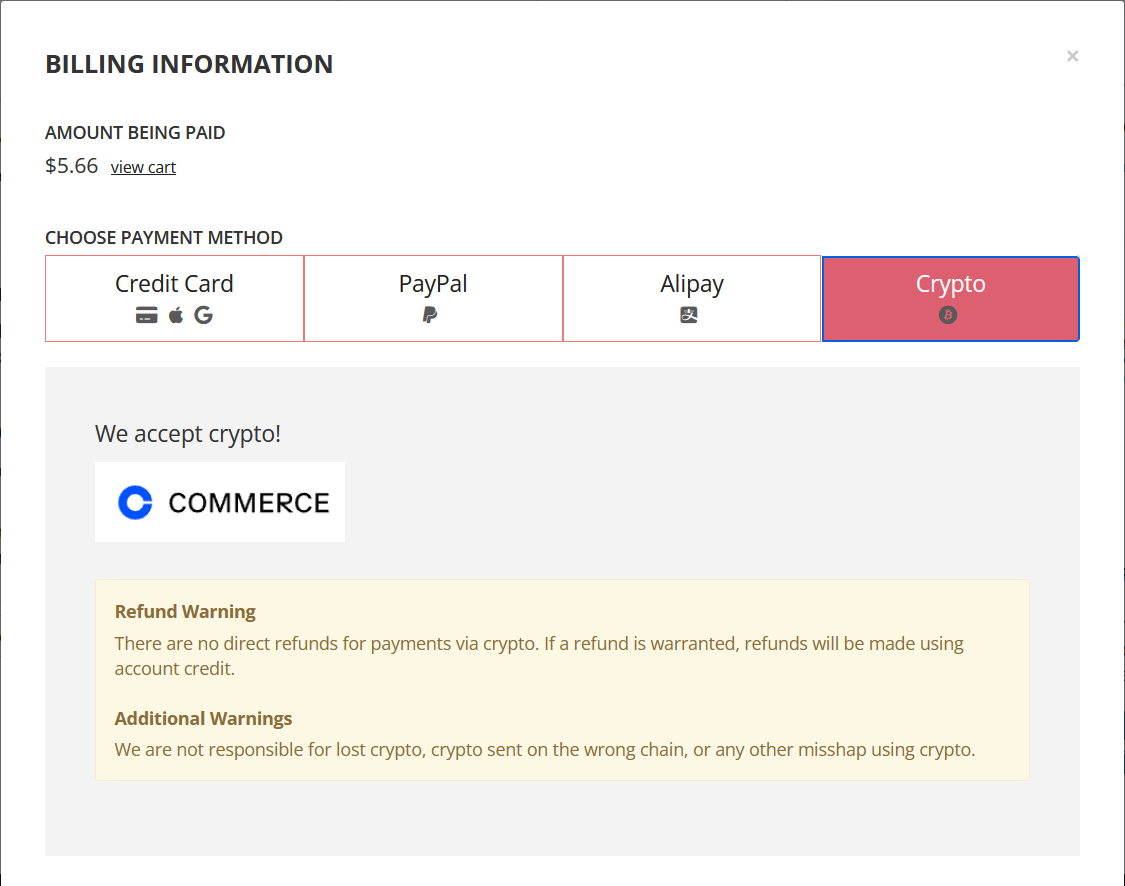 BILLING INFORMATION
×
AMOUNT BEING PAID
$5.66 view cart
CHOOSE PAYMENT METHOD
Credit Card
PayPal
Alipay
Crypto
We accept crypto!
COMMERCE
Refund Warning
There are no direct refunds for payments via crypto. If a refund is warranted, refunds will be made using
account credit.
Additional Warnings
We are not responsible for lost crypto, crypto sent on the wrong chain, or any other misshap using crypto.